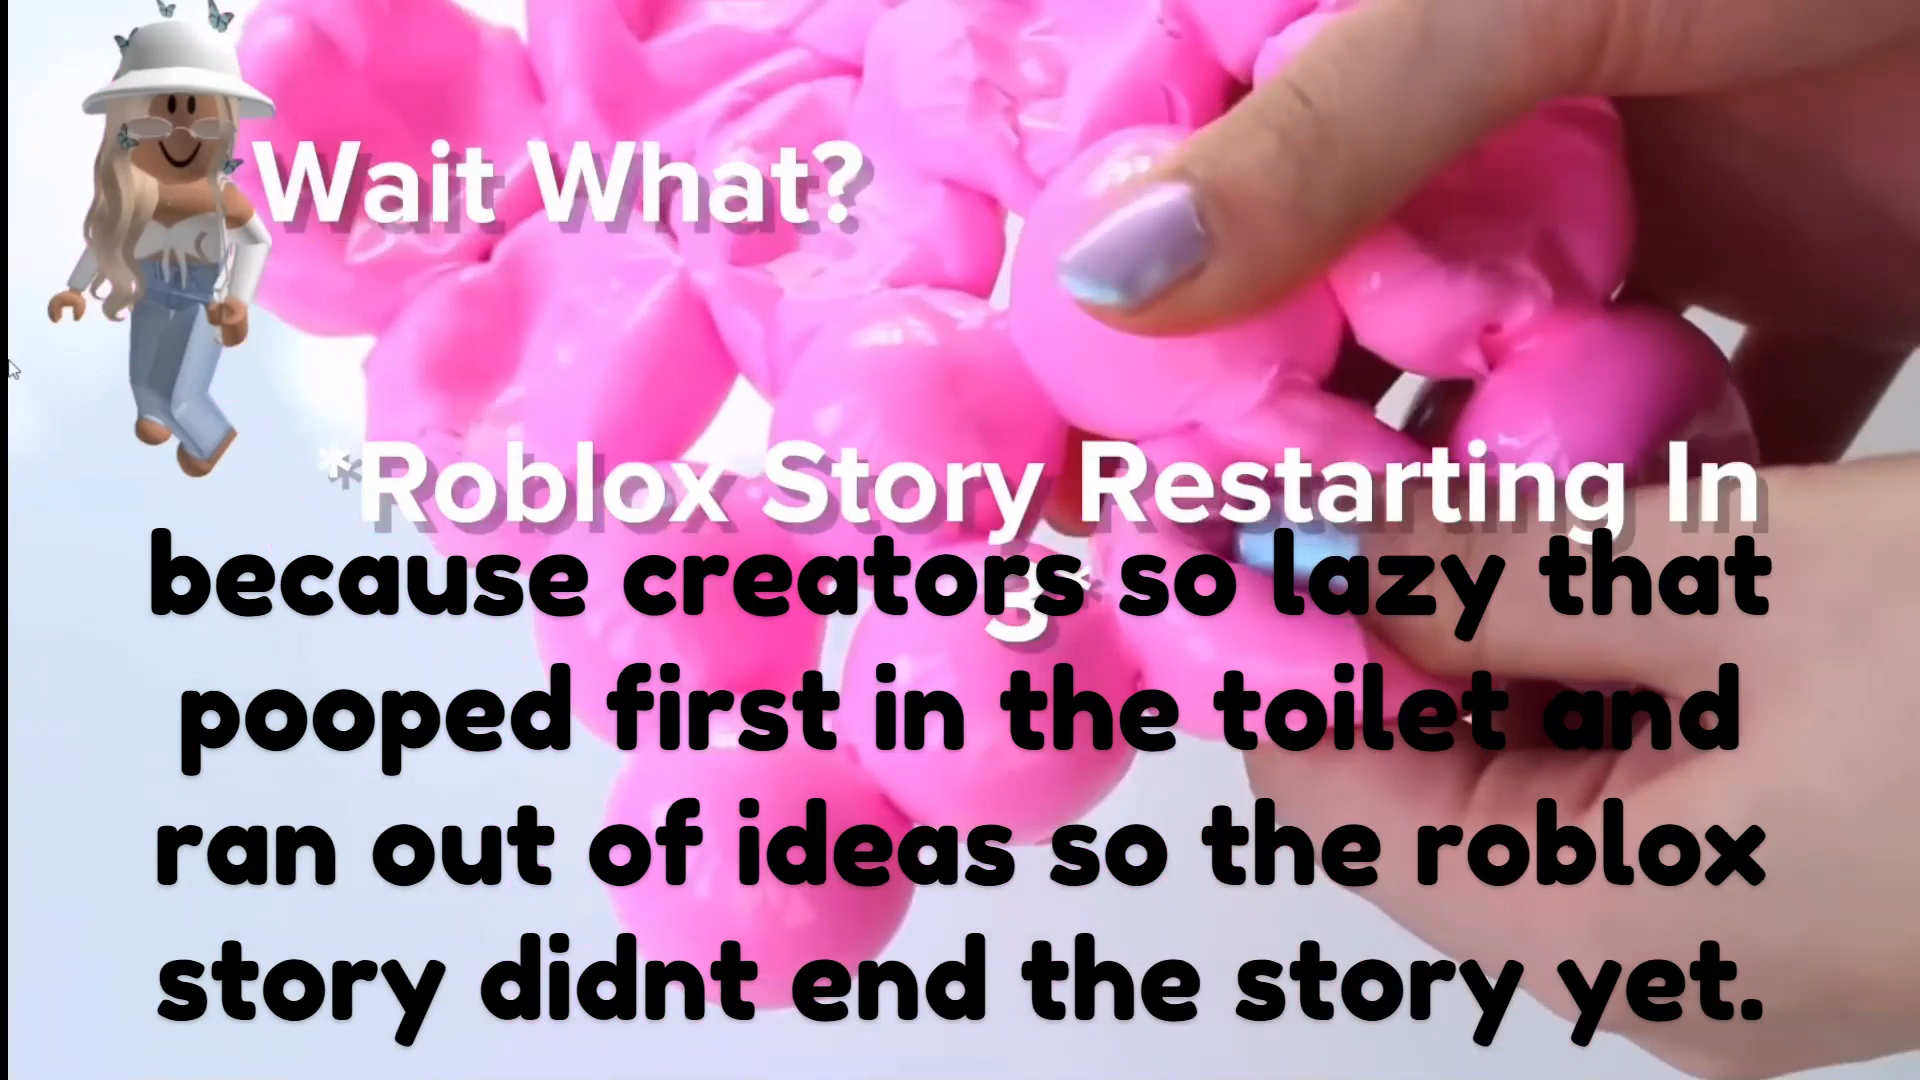 Wait What?
*Roblox Story Restarting In
3*
because creators so lazy that
pooped first in the toilet and
ran out of ideas so the roblox
story didnt end the story yet.